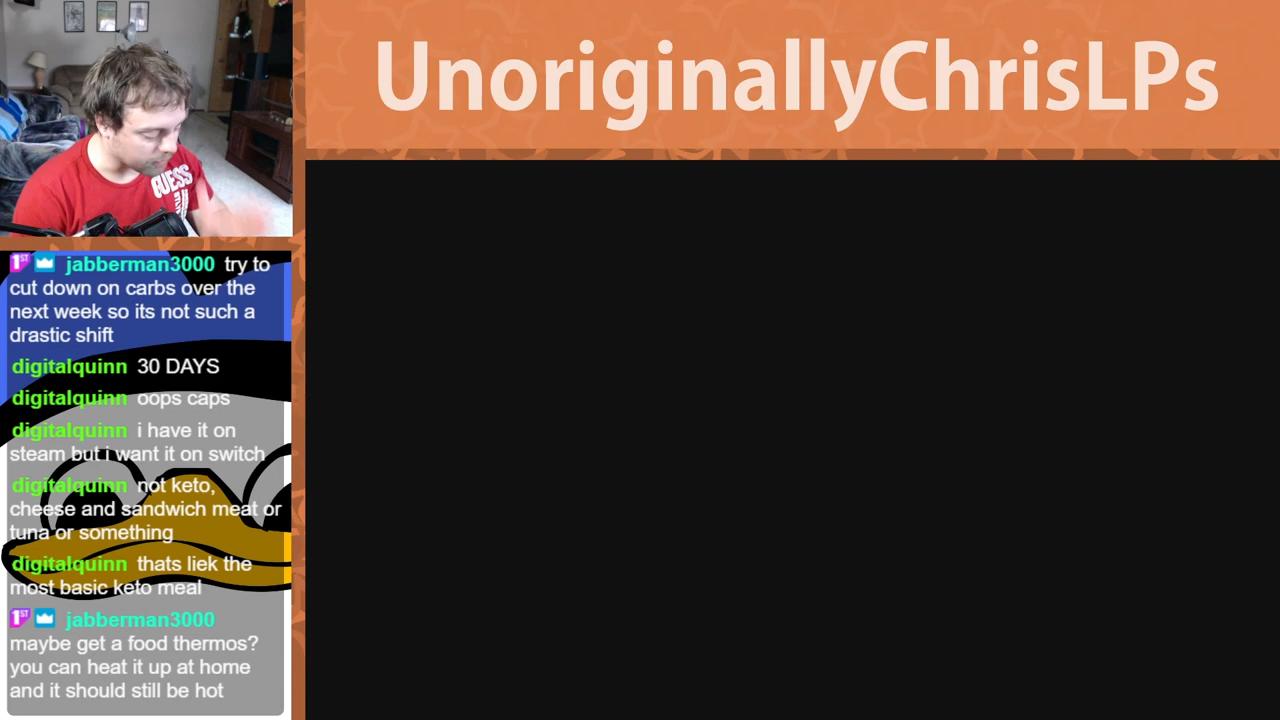 UnoriginallyChrisLPs
GUESS
1ST jabberman3000 try to
cut down on carbs over the
next week so its not such a
drastic shift
digitalquinn 30 DAYS
digitalquinn oops caps
digitalquinn i have it on
steam but i want it on switch
digitalquinn not keto,
cheese and sandwich meat or
tuna or something
digitalquinn thats liek the
most basic keto meal
1ST jabberman3000
maybe get a food thermos?
you can heat it up at home
and it should still be hot